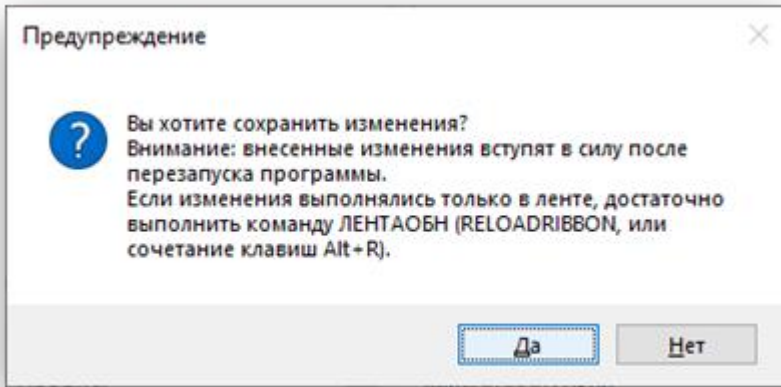 Предупреждение
Вы хотите сохранить изменения?
Внимание: внесенные изменения вступят в силу после
перезапуска программы.
Если изменения выполнялись только в ленте, достаточно
выполнить команду ЛЕНТАОБН (RELOADRIBBON, или
сочетание клавиш Alt+R).
Да
Нет